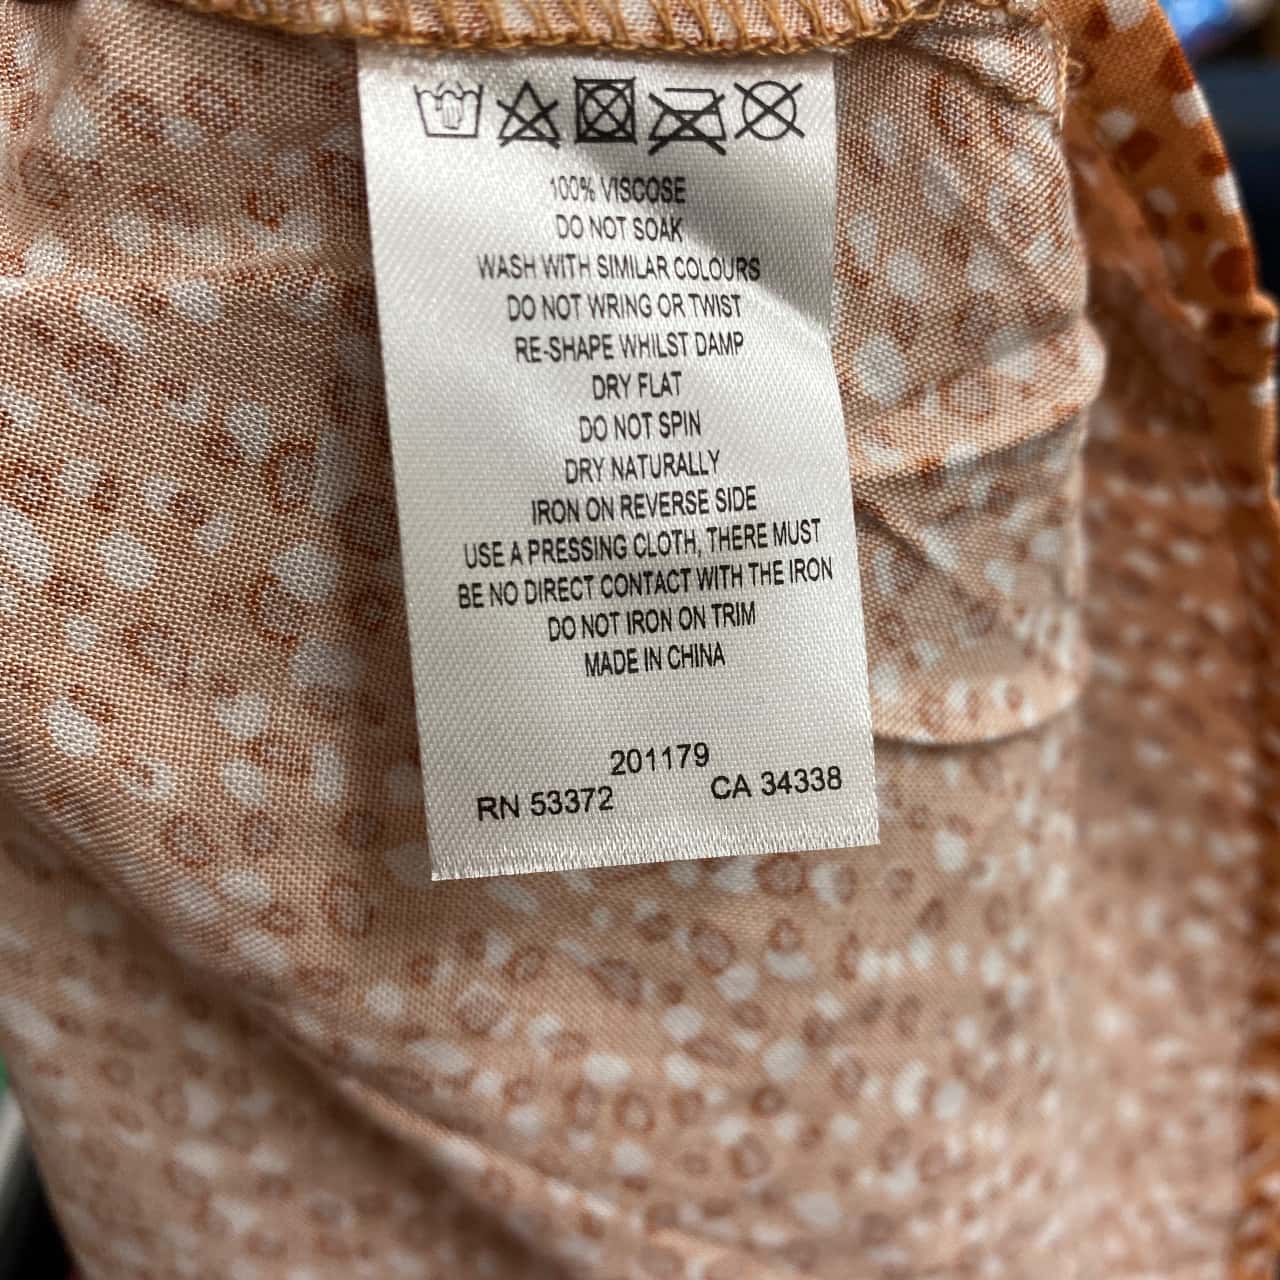 100% VISCOSE
DO NOT SOAK
WASH WITH SIMILAR COLOURS
DO NOT WRING OR TWIST
RE-SHAPE WHILST DAMP
DRY FLAT
DO NOT SPIN
DRY NATURALLY
IRON ON REVERSE SIDE
USE A PRESSING CLOTH, THERE MUST
BE NO DIRECT CONTACT WITH THE IRON
DO NOT IRON ON TRIM
MADE IN CHINA
201179
RN 53372 CA 34338